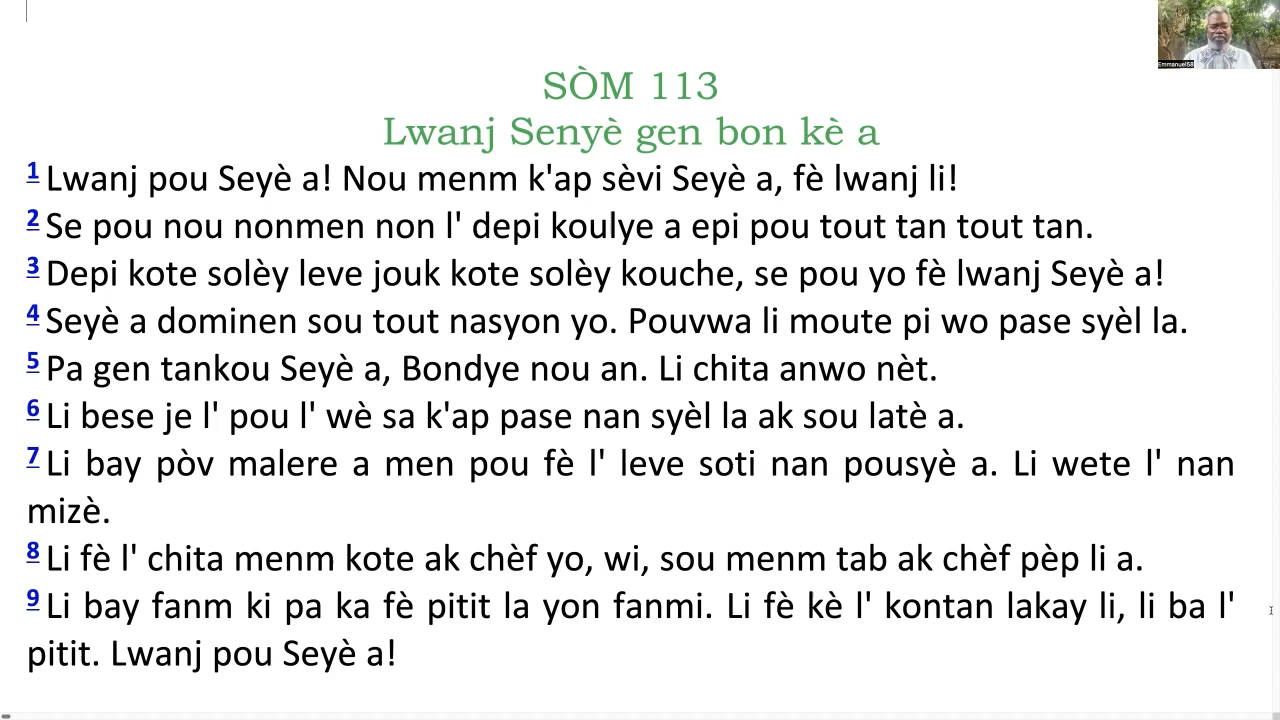 SÒM 113
Lwanj Senyè gen bon kè a
1 Lwanj pou Seyè a! Nou menm k'ap sèvi Seyè a, fè lwanj li!
2 Se pou nou nonmen non l' depi koulye a epi pou tout tan tout tan.
3 Depi kote solèy leve jouk kote solèy kouche, se pou yo fè lwanj Seyè a!
4 Seyè a dominen sou tout nasyon yo. Pouvwa li moute pi wo pase syèl la.
5 Pa gen tankou Seyè a, Bondye nou an. Li chita anwo nèt.
6 Li bese je l' pou l' wè sa k'ap pase nan syèl la ak sou latè a.
7 Li bay pòv malere a men pou fè l' leve soti nan pousyè a. Li wete l' nan
mizè.
8 Li fè l' chita menm kote ak chèf yo, wi, sou menm tab ak chèf pèp li a.
9 Li bay fanm ki pa ka fè pitit la yon fanmi. Li fè kè l' kontan lakay li, li ba l'
pitit. Lwanj pou Seyè a!